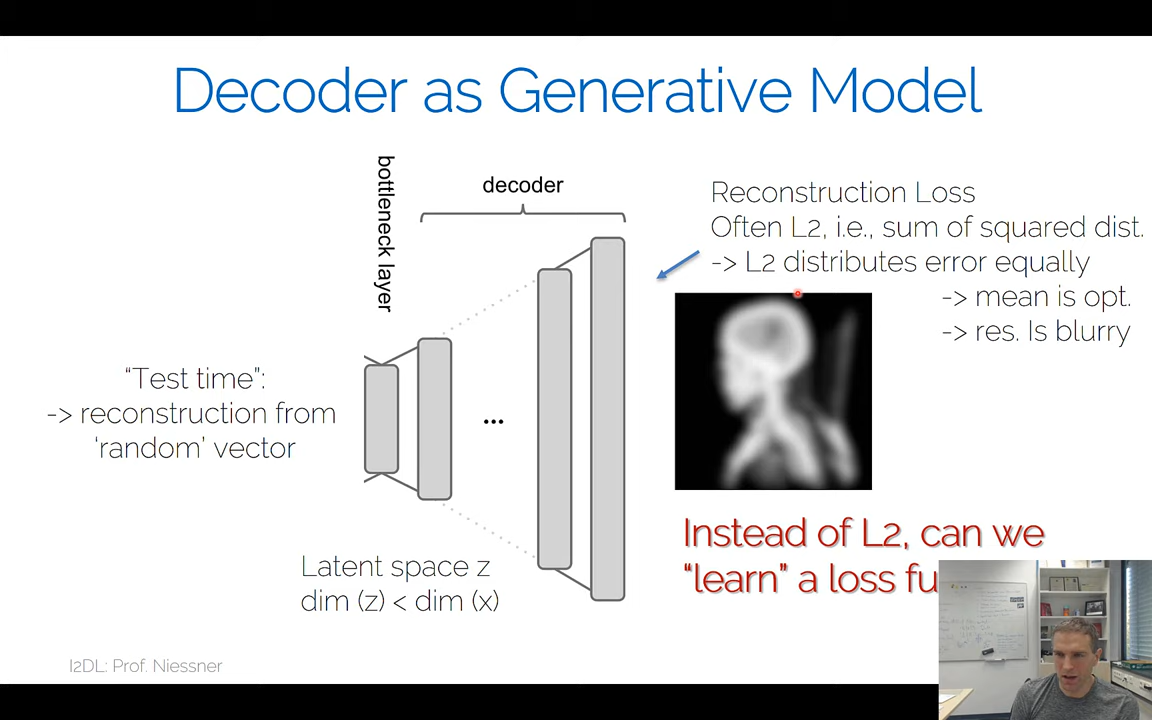 Decoder as Generative Model
bottleneck layer
decoder
Reconstruction Loss
Often L2, i.e., sum of squared dist.
-> L2 distributes error equally
-> mean is opt.
-> res. Is blurry
“Test time”:
-> reconstruction from
‘random’ vector
...
Latent space z
dim (z) < dim (x)
Instead of L2, can we
“learn” a loss fu
I2DL: Prof. Niessner